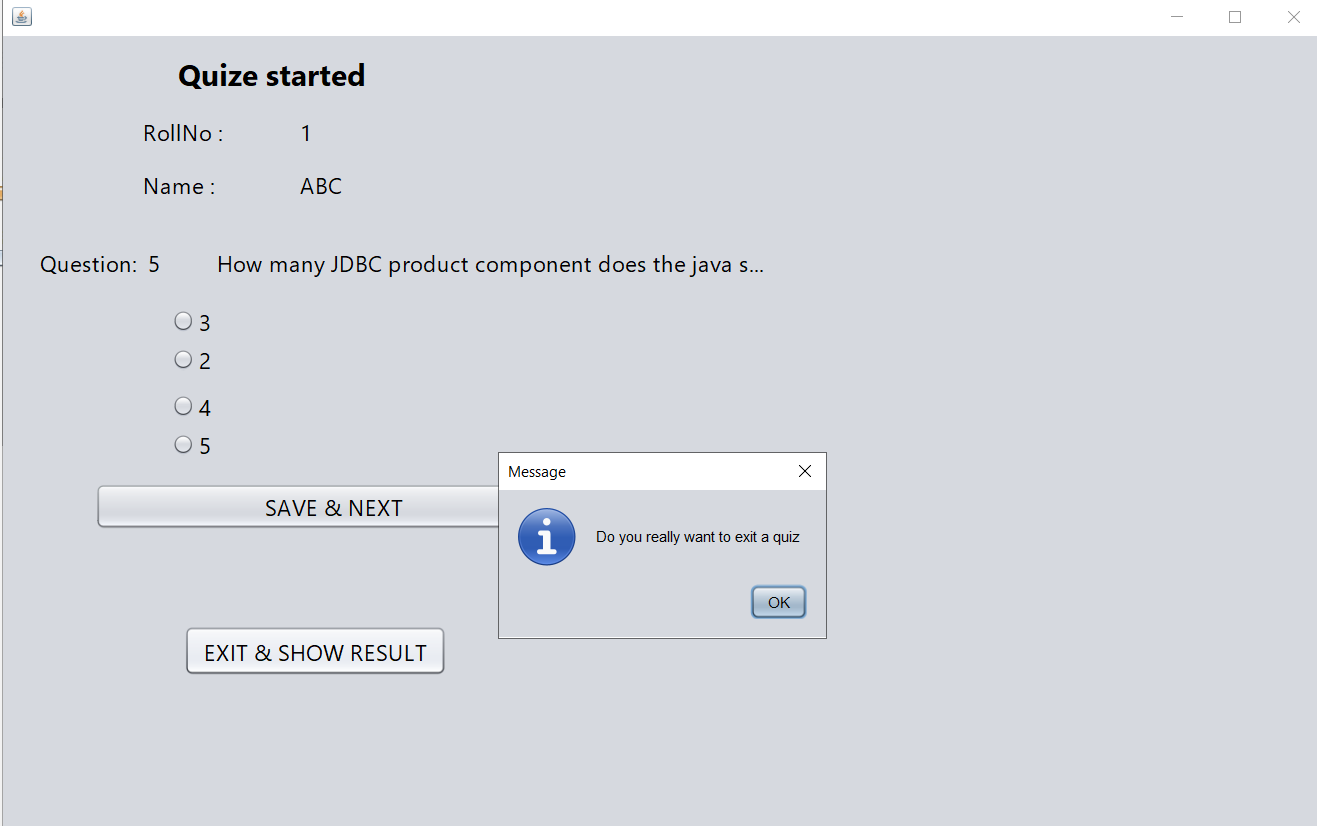 Quize started
RollNo : 1
Name : ABC
Question: 5 How many JDBC product component does the java s...
3
2
4
5
SAVE & NEXT
Message
Do you really want to exit a quiz
OK
EXIT & SHOW RESULT